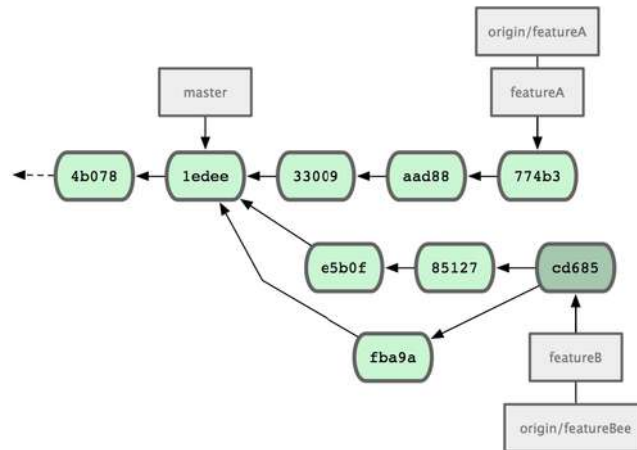 origin/featureA
master
featureA
4b078
1edee
33009
aad88
774b3
e5b0f
85127
cd685
fba9a
featureB
origin/featureBee